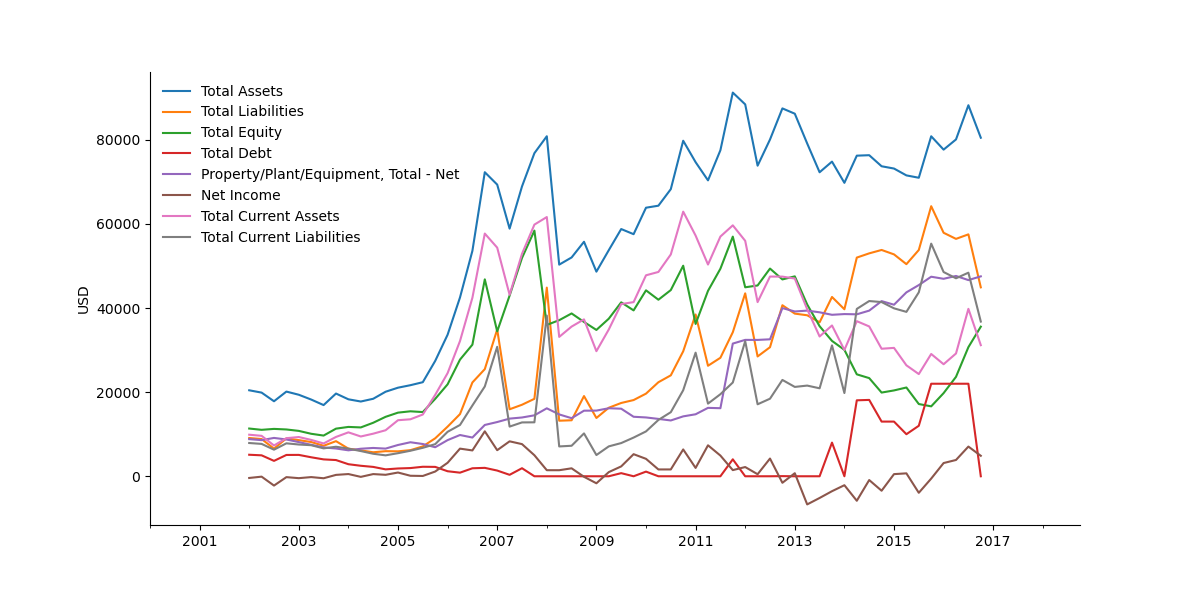 Total Assets
Total Liabilities
Total Equity
Total Debt
Property/Plant/Equipment, Total - Net
Net Income
Total Current Assets
Total Current Liabilities
USD
80000
60000
40000
20000
0
2001 2003 2005 2007 2009 2011 2013 2015 2017